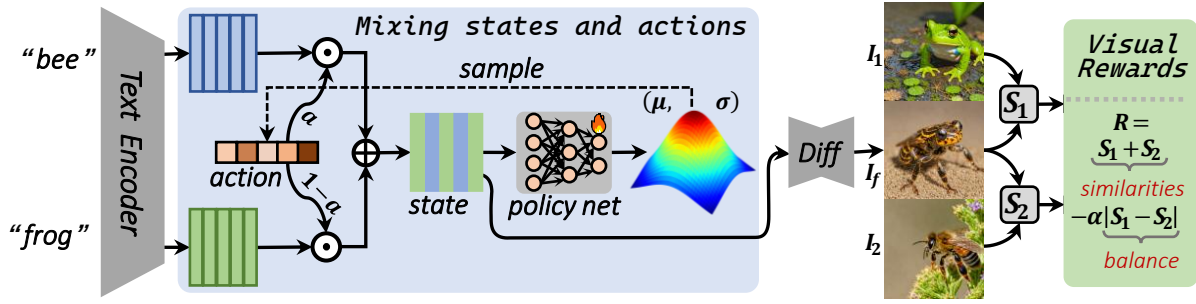 Mixing states and actions
"bee"
Text Encoder
sample
a
(μ, σ)
action
1-a
state
policy net
"frog"
Diff
I₁
I_f
I₂
S₁
S₂
Visual
Rewards
R =
S₁ + S₂
similarities
-α|S₁ - S₂|
balance